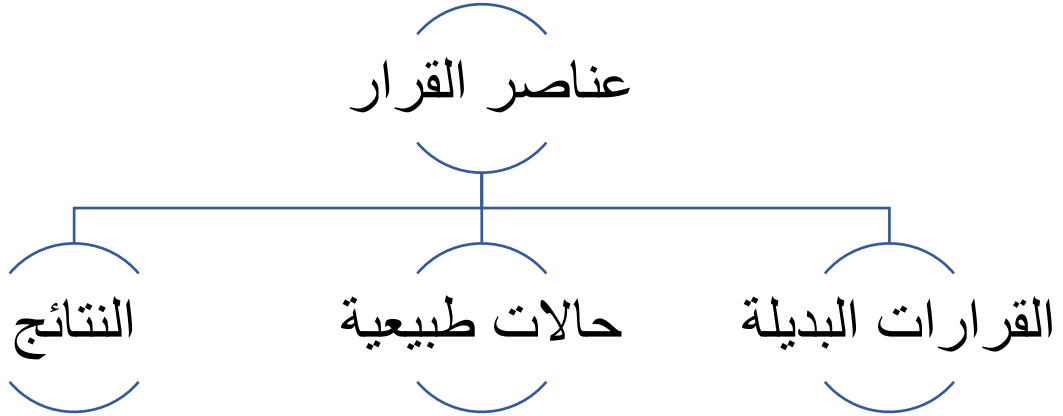 عناصر القرار
القرارات البديلة
حالات طبيعية
النتائج